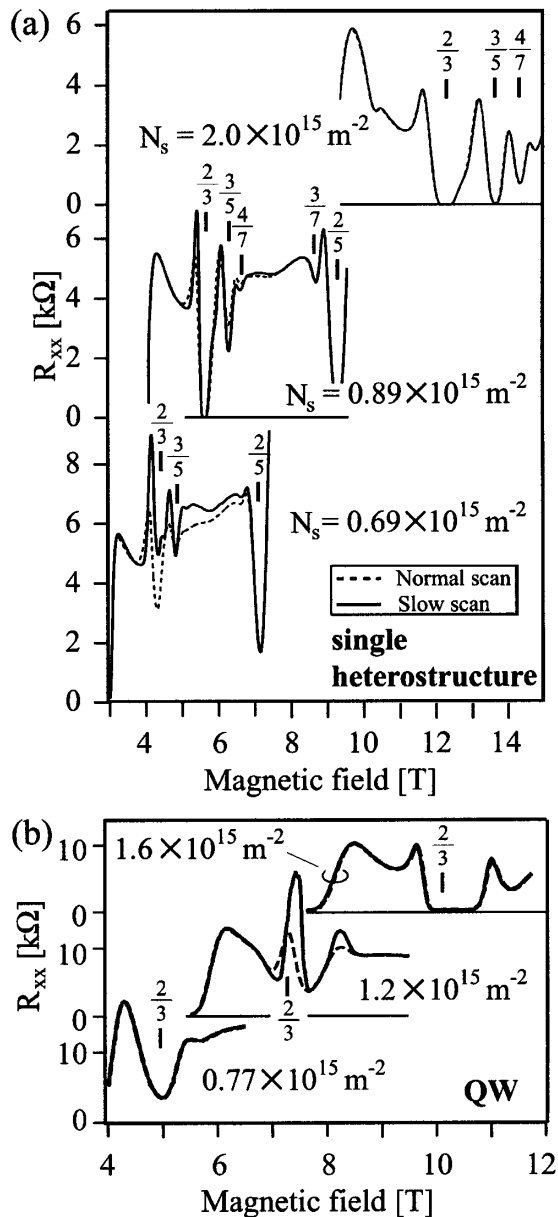 (a)
6
4
2
0
2/3 3/5 4/7
N_s = 2.0×10^15 m^-2
2/3 3/5 4/7 3/7 2/5
6
4
2
0
R_xx [kΩ]
N_s = 0.89×10^15 m^-2
2/3 3/5 2/5
8
6
4
2
0
N_s = 0.69×10^15 m^-2
Normal scan
Slow scan
single
heterostructure
4 6 8 10 12 14
Magnetic field [T]
(b)
10
0
1.6×10^15 m^-2
2/3
10
0
R_xx [kΩ]
2/3
1.2×10^15 m^-2
2/3
10
0
0.77×10^15 m^-2
QW
4 6 8 10 12
Magnetic field [T]